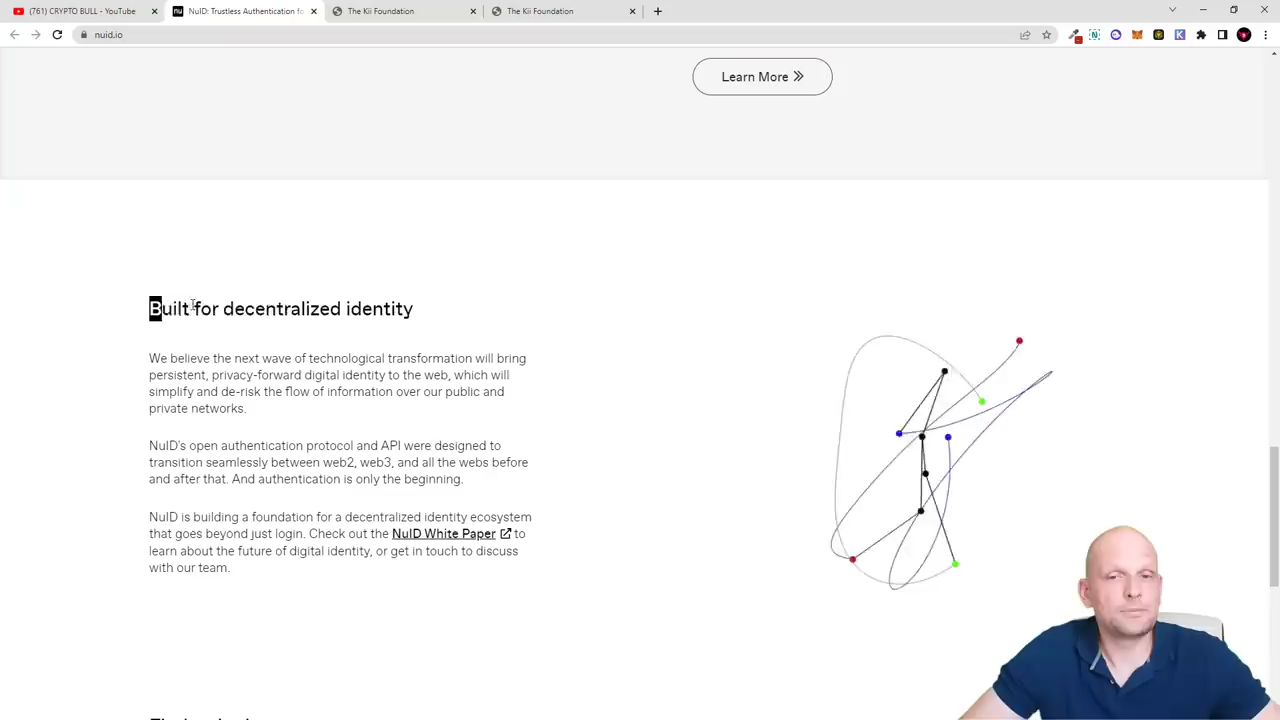 (761) CRYPTO BULL - YouTube
nu
NuID: Trustless Authentication fo
The Kii Foundation
The Kii Foundation
nuid.io
Learn More
Built for decentralized identity
We believe the next wave of technological transformation will bring
persistent, privacy-forward digital identity to the web, which will
simplify and de-risk the flow of information over our public and
private networks.
NuID's open authentication protocol and API were designed to
transition seamlessly between web2, web3, and all the webs before
and after that. And authentication is only the beginning.
NuID is building a foundation for a decentralized identity ecosystem
that goes beyond just login. Check out the NuID White Paper to
learn about the future of digital identity, or get in touch to discuss
with our team.